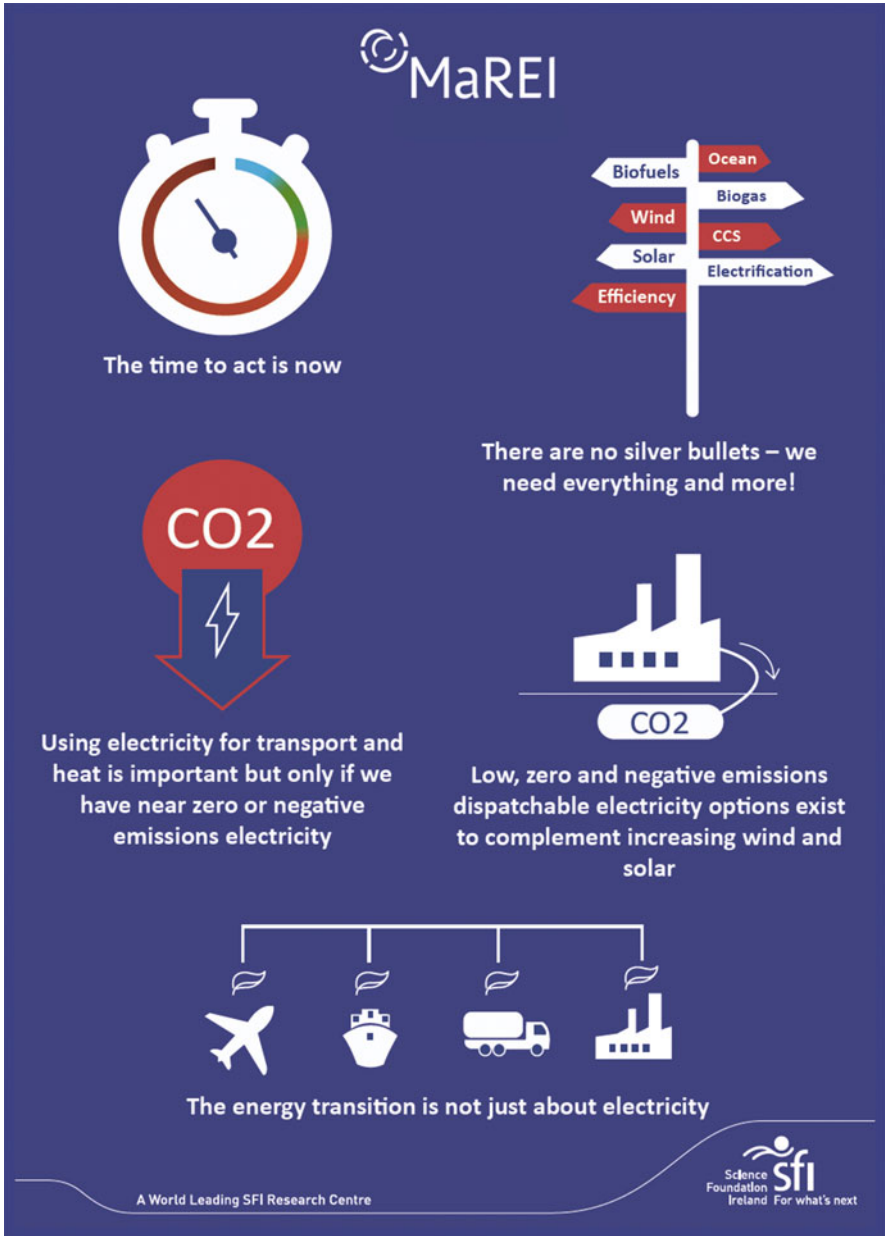 MaREI
The time to act is now
Biofuels
Ocean
Biogas
Wind
CCS
Solar
Electrification
Efficiency
There are no silver bullets – we
need everything and more!
CO2
Using electricity for transport and
heat is important but only if we
have near zero or negative
emissions electricity
CO2
Low, zero and negative emissions
dispatchable electricity options exist
to complement increasing wind and
solar
The energy transition is not just about electricity
A World Leading SFI Research Centre
Science
Foundation
Ireland
sfi
For what's next